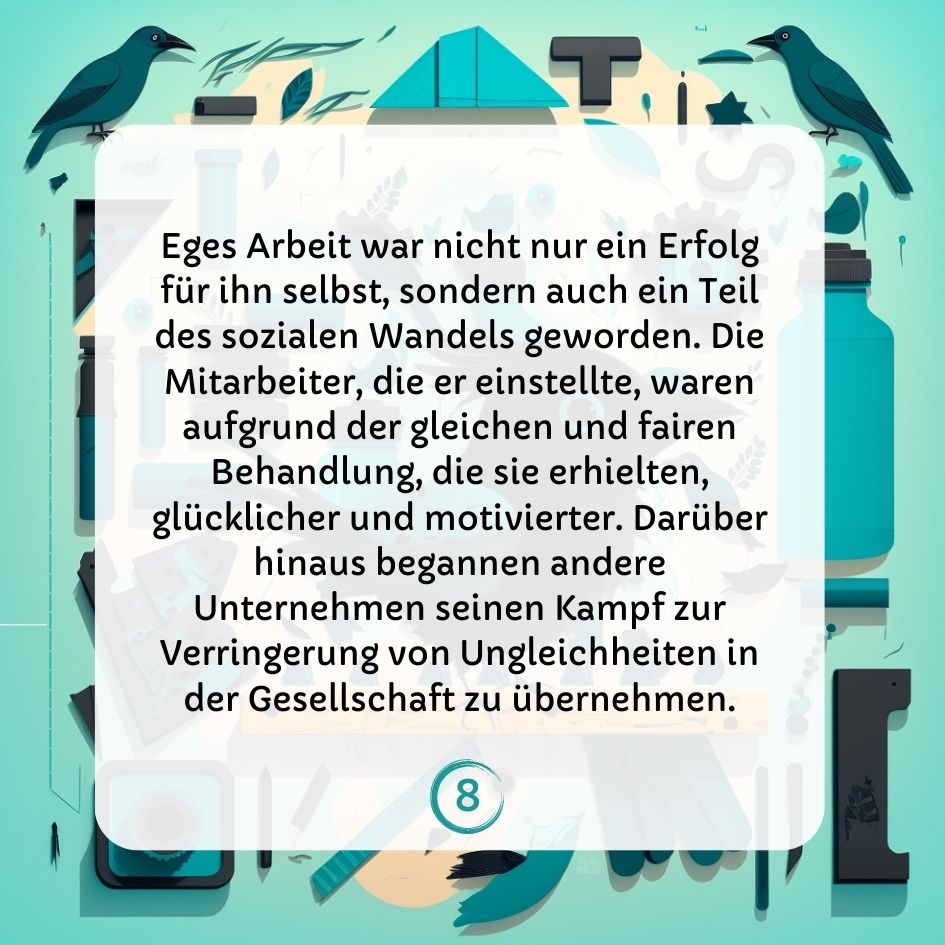 Eges Arbeit war nicht nur ein Erfolg
für ihn selbst, sondern auch ein Teil
des sozialen Wandels geworden. Die
Mitarbeiter, die er einstellte, waren
aufgrund der gleichen und fairen
Behandlung, die sie erhielten,
glücklicher und motivierter. Darüber
hinaus begannen andere
Unternehmen seinen Kampf zur
Verringerung von Ungleichheiten in
der Gesellschaft zu übernehmen.
8